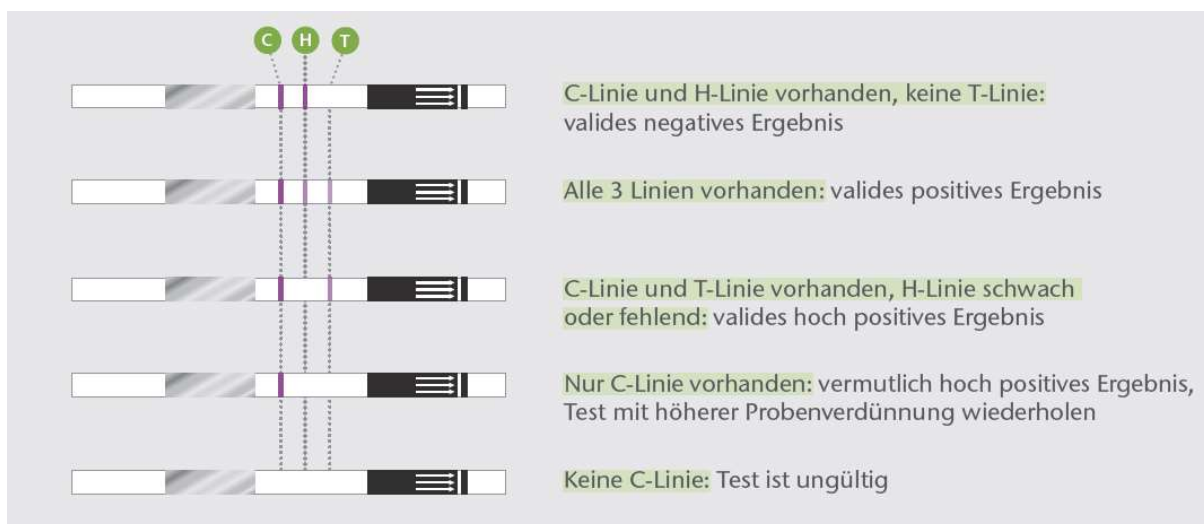 C H T
C-Linie und H-Linie vorhanden, keine T-Linie:
valides negatives Ergebnis
Alle 3 Linien vorhanden: valides positives Ergebnis
C-Linie und T-Linie vorhanden, H-Linie schwach
oder fehlend: valides hoch positives Ergebnis
Nur C-Linie vorhanden: vermutlich hoch positives Ergebnis,
Test mit höherer Probenverdünnung wiederholen
Keine C-Linie: Test ist ungültig